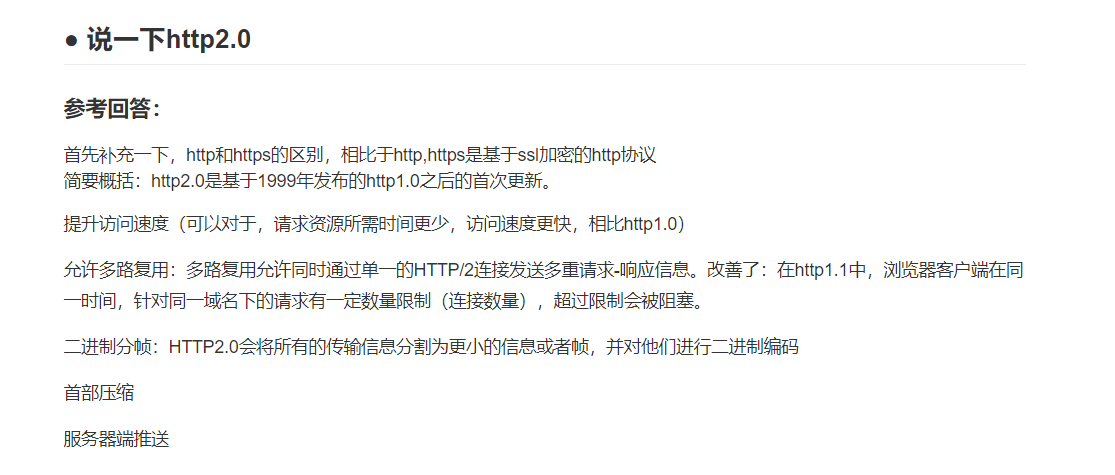 ● 说一下http2.0
参考回答：
首先补充一下，http和https的区别，相比于http,https是基于ssl加密的http协议
简要概括：http2.0是基于1999年发布的http1.0之后的首次更新。
提升访问速度（可以对于，请求资源所需时间更少，访问速度更快，相比http1.0）
允许多路复用：多路复用允许同时通过单一的HTTP/2连接发送多重请求-响应信息。改善了：在http1.1中，浏览器客户端在同
一时间，针对同一域名下的请求有一定数量限制（连接数量），超过限制会被阻塞。
二进制分帧：HTTP2.0会将所有的传输信息分割为更小的信息或者帧，并对他们进行二进制编码
首部压缩
服务器端推送